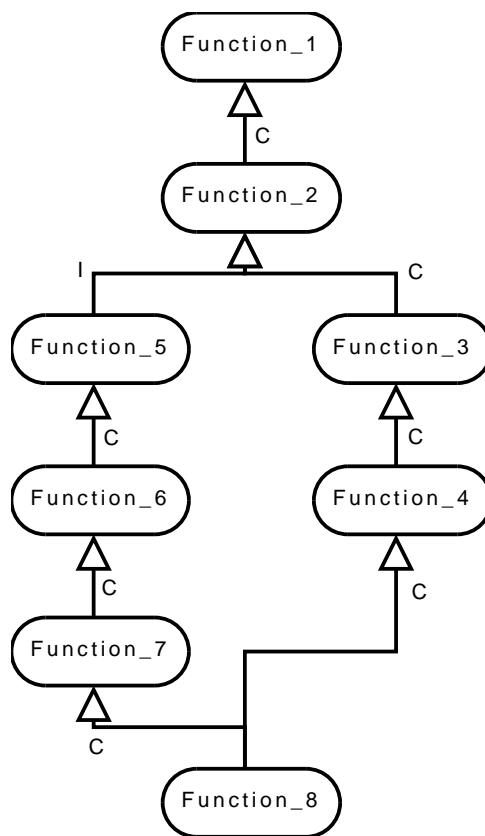 Function_1
C
Function_2
I
C
Function_5
Function_3
C
C
Function_6
Function_4
C
C
Function_7
C
Function_8